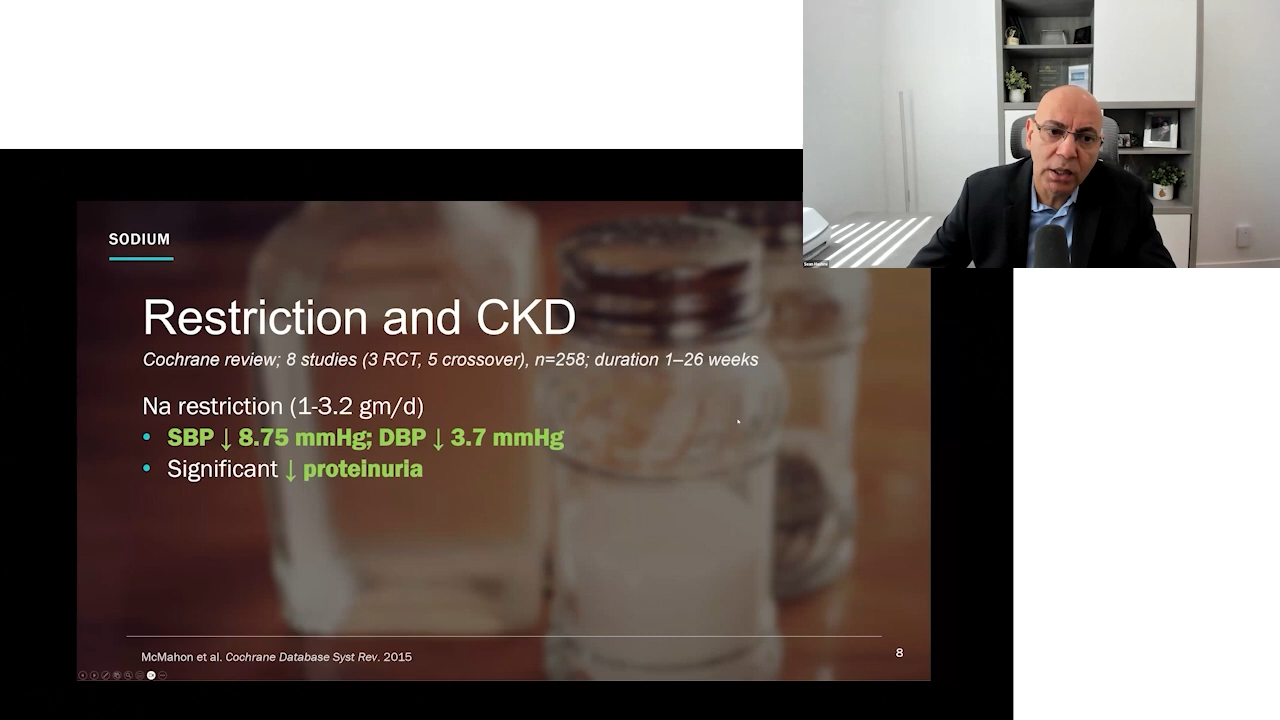 SODIUM
Restriction and CKD
Cochrane review; 8 studies (3 RCT, 5 crossover), n=258; duration 1–26 weeks
Na restriction (1-3.2 gm/d)
• SBP ↓ 8.75 mmHg; DBP ↓ 3.7 mmHg
• Significant ↓ proteinuria
McMahon et al. Cochrane Database Syst Rev. 2015
8